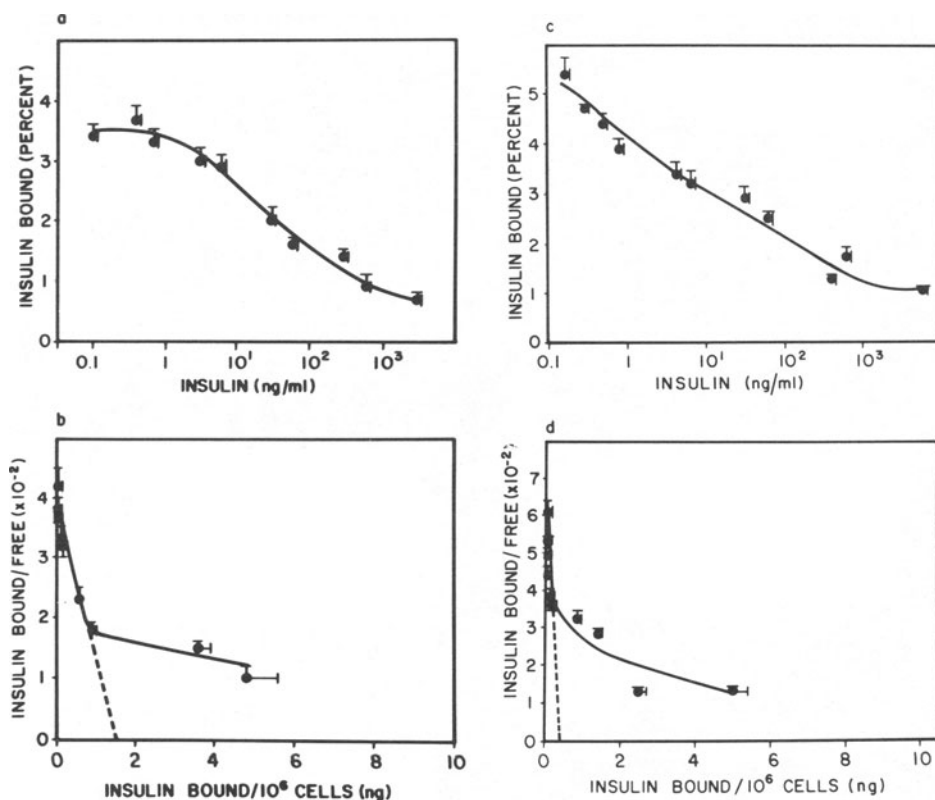 a
INSULIN BOUND (PERCENT)
4
3
2
1
0
0.1 1 10¹ 10² 10³
INSULIN (ng/ml)
c
INSULIN BOUND (PERCENT)
5
4
3
2
1
0
0.1 1 10¹ 10² 10³
INSULIN (ng/ml)
b
INSULIN BOUND/FREE (x10⁻²)
4
3
2
1
0
0 2 4 6 8 10
INSULIN BOUND/10⁶ CELLS (ng)
d
INSULIN BOUND/FREE (x10⁻²)
7
6
5
4
3
2
1
0
0 2 4 6 8 10
INSULIN BOUND/10⁶ CELLS (ng)